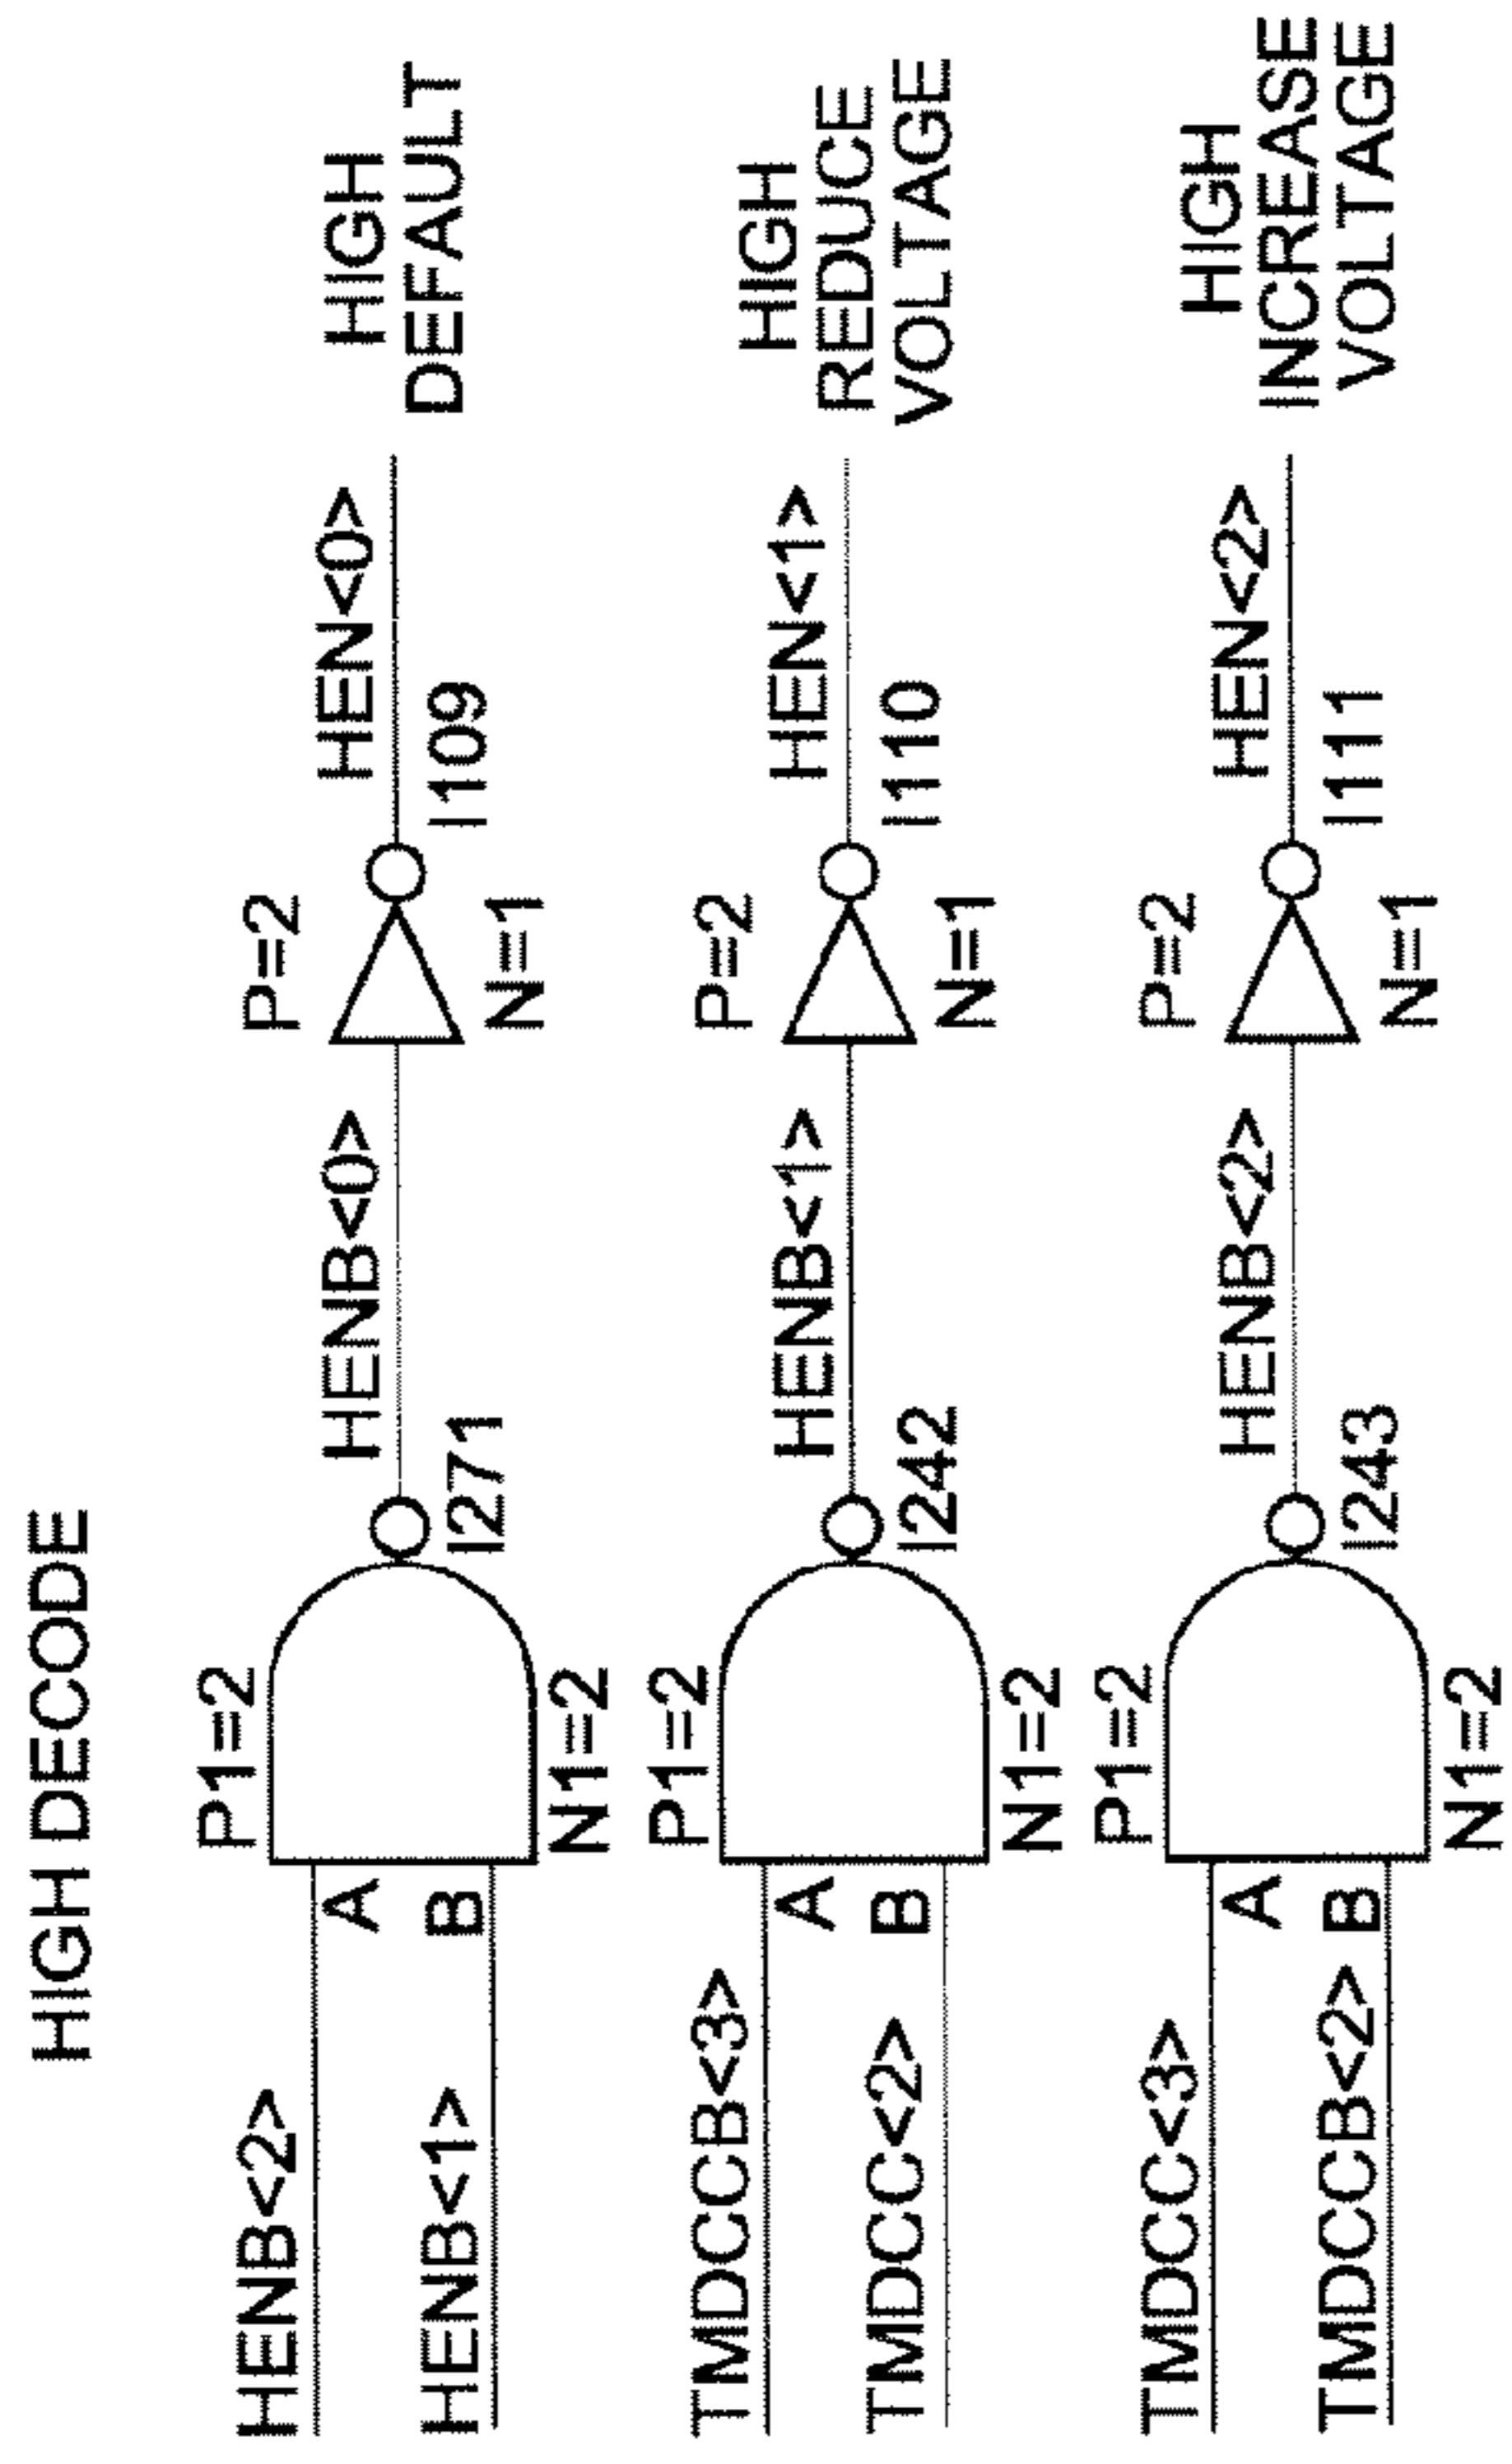 HIGH DECODE
HENB<2>
A
HENB<1>
B
P1=2
N1=2
I271
HENB<0>
P=2
N=1
I109
HEN<0>
HIGH
DEFAULT
TMDCCB<3>
A
TMDCC<2>
B
P1=2
N1=2
I242
HENB<1>
P=2
N=1
I110
HEN<1>
HIGH
REDUCE
VOLTAGE
TMDCC<3>
A
TMDCCB<2>
B
P1=2
N1=2
I243
HENB<2>
P=2
N=1
I111
HEN<2>
HIGH
INCREASE
VOLTAGE